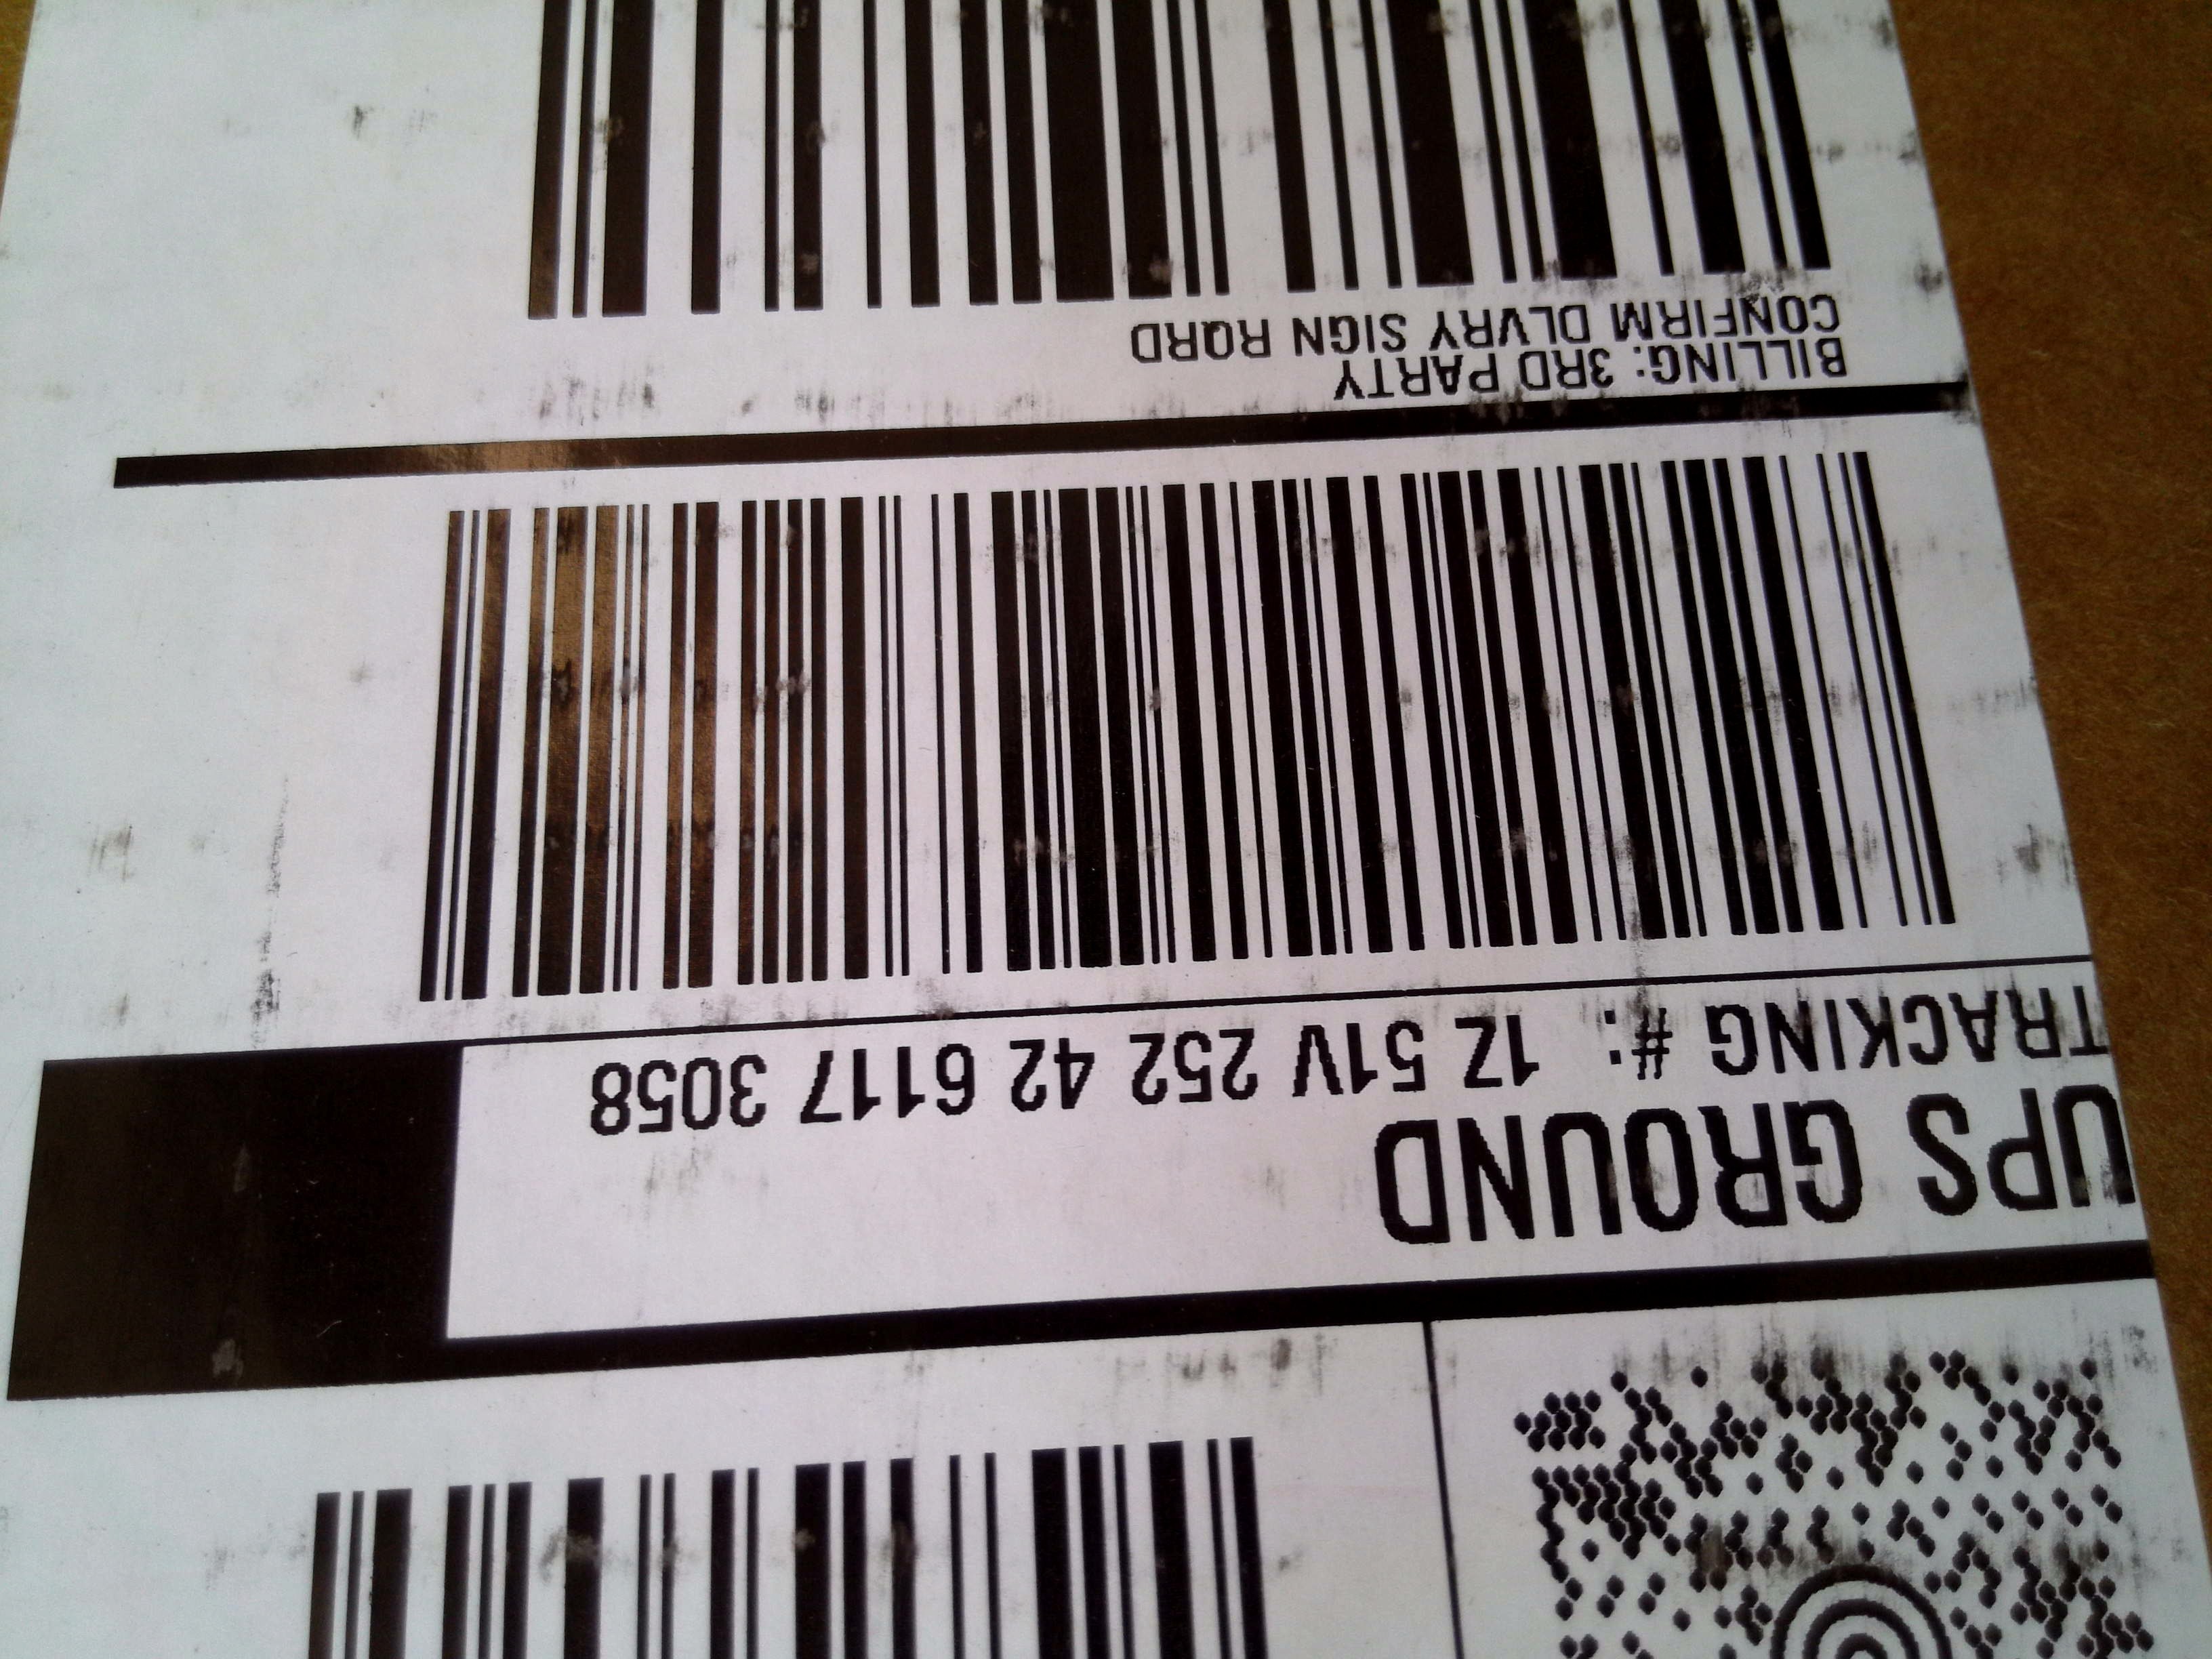 UPS GROUND
TRACKING #: 1Z 51V 252 42 6117 3058
BILLING: 3RD PARTY
CONFIRM DLVRY SIGN RQRD